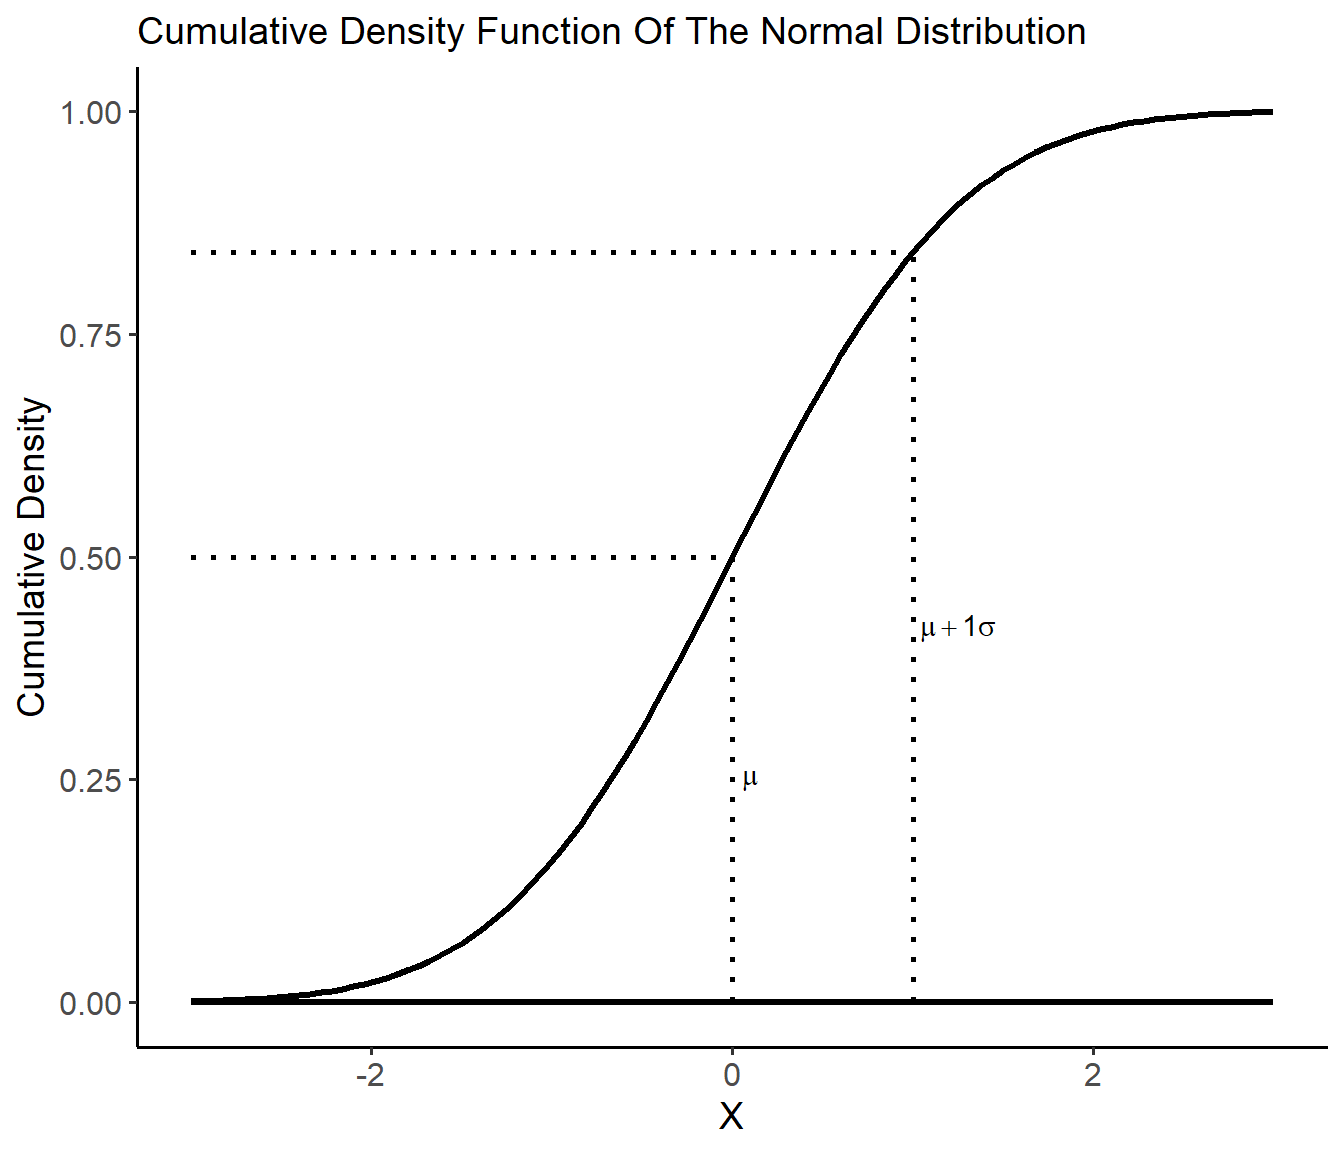 Cumulative Density Function Of The Normal Distribution
1.00
0.75
0.50
0.25
0.00
Cumulative Density
μ + 1σ
μ
-2
0
2
X